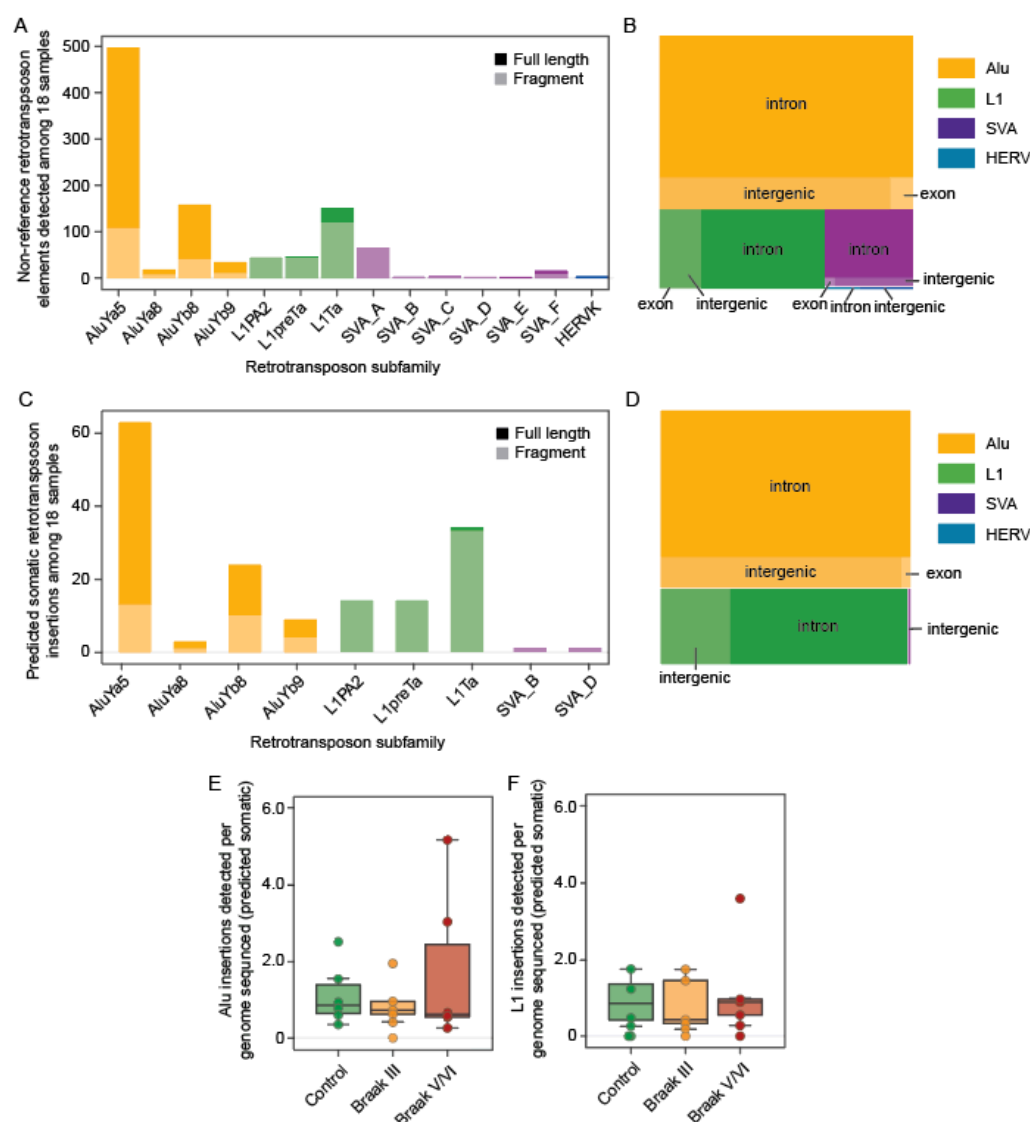 A
Non-reference retrotranspsoson
elements detected among 18 samples
500
400
300
200
100
0
Full length
Fragment
AluYa5
AluYa8
AluYb8
AluYb9
L1PA2
L1preTa
L1Ta
SVA_A
SVA_B
SVA_C
SVA_D
SVA_E
SVA_F
HERVK
Retrotransposon subfamily
B
intron
intergenic
exon
intron
intron
intergenic
exon
intergenic
exon
intron
intergenic
Alu
L1
SVA
HERV
C
Predicted somatic retrotranspsoson
insertions among 18 samples
60
40
20
0
Full length
Fragment
AluYa5
AluYa8
AluYb8
AluYb9
L1PA2
L1preTa
L1Ta
SVA_B
SVA_D
Retrotransposon subfamily
D
intron
intergenic
exon
intron
intergenic
intergenic
Alu
L1
SVA
HERV
E
Alu insertions detected per
genome sequnced (predicted somatic)
6.0
4.0
2.0
0
Control
Braak III
Braak V/VI
F
L1 insertions detected per
genome sequnced (predicted somatic)
6.0
4.0
2.0
0
Control
Braak III
Braak V/VI